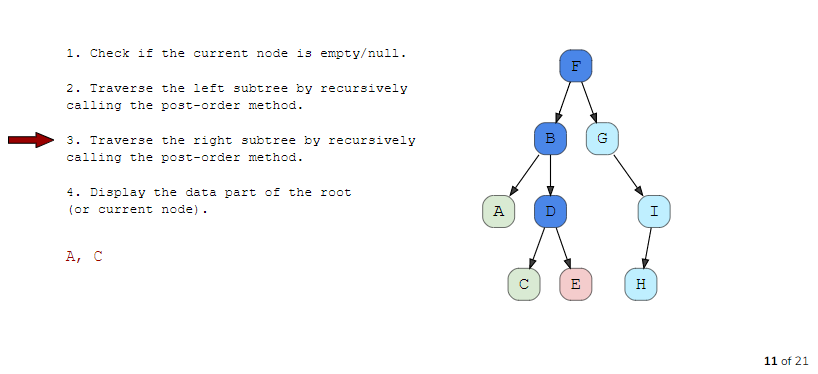 1. Check if the current node is empty/null.
2. Traverse the left subtree by recursively
calling the post-order method.
3. Traverse the right subtree by recursively
calling the post-order method.
4. Display the data part of the root
(or current node).
A, C
F
B G
A D I
C E H
11 of 21